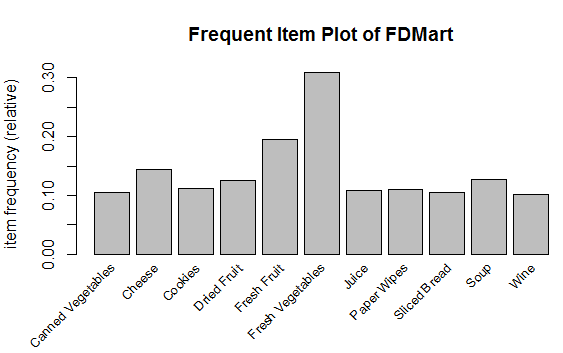 Frequent Item Plot of FDMart
item frequency (relative)
0.30
0.20
0.10
0.00
Canned Vegetables
Cheese
Cookies
Dried Fruit
Fresh Fruit
Fresh Vegetables
Juice
Paper Wipes
Sliced Bread
Soup
Wine